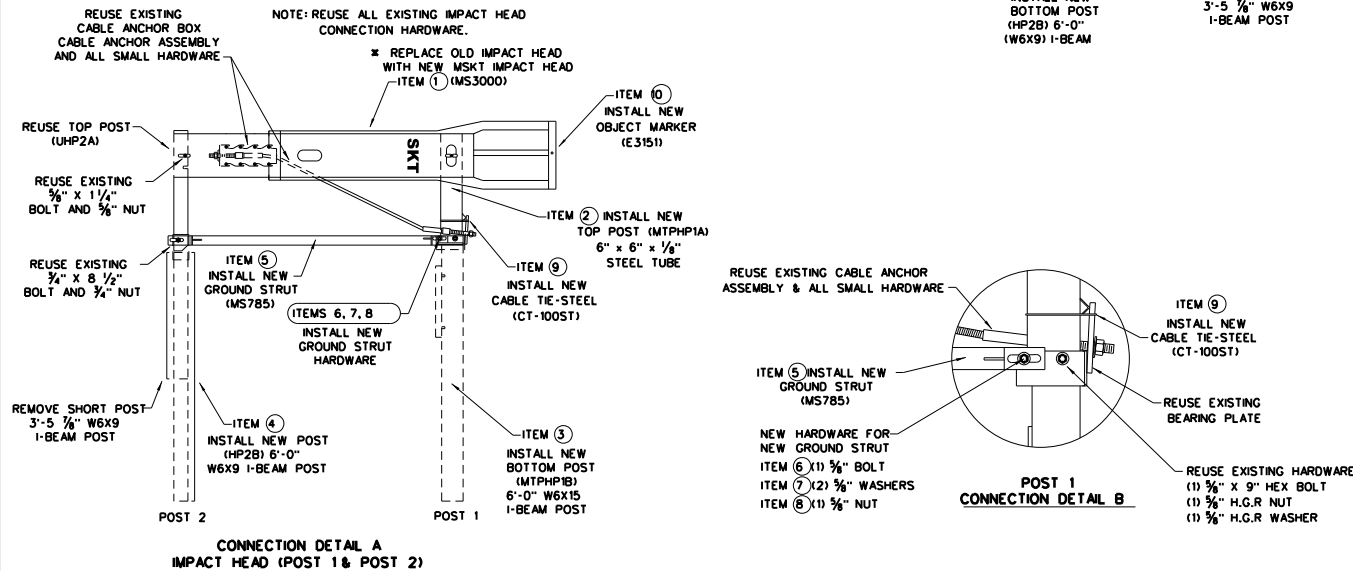 REUSE EXISTING
CABLE ANCHOR BOX
CABLE ANCHOR ASSEMBLY
AND ALL SMALL HARDWARE
NOTE: REUSE ALL EXISTING IMPACT HEAD
CONNECTION HARDWARE.
* REPLACE OLD IMPACT HEAD
WITH NEW MSKT IMPACT HEAD
ITEM 1 (MS3000)
ITEM 10
INSTALL NEW
OBJECT MARKER
(E3151)
REUSE TOP POST
(UHP2A)
SKT
REUSE EXISTING
5/8" X 1 1/4"
BOLT AND 5/8" NUT
ITEM 2 INSTALL NEW
TOP POST (MTPHP1A)
6" x 6" x 1/8"
STEEL TUBE
REUSE EXISTING
3/4" X 8 1/2"
BOLT AND 3/4" NUT
ITEM 5
INSTALL NEW
GROUND STRUT
(MS785)
ITEM 9
INSTALL NEW
CABLE TIE-STEEL
(CT-100ST)
ITEMS 6, 7, 8
INSTALL NEW
GROUND STRUT
HARDWARE
REMOVE SHORT POST
3'-5 7/8" W6X9
I-BEAM POST
ITEM 4
INSTALL NEW POST
(HP2B) 6'-0"
W6X9 I-BEAM POST
ITEM 3
INSTALL NEW
BOTTOM POST
(MTPHP1B)
6'-0" W6X15
I-BEAM POST
POST 2
POST 1
CONNECTION DETAIL A
IMPACT HEAD (POST 1 & POST 2)
BOTTOM POST
(HP2B) 6'-0"
(W6X9) I-BEAM
3'-5 7/8" W6X9
I-BEAM POST
REUSE EXISTING CABLE ANCHOR
ASSEMBLY & ALL SMALL HARDWARE
ITEM 9
INSTALL NEW
CABLE TIE-STEEL
(CT-100ST)
ITEM 5 INSTALL NEW
GROUND STRUT
(MS785)
REUSE EXISTING
BEARING PLATE
NEW HARDWARE FOR
NEW GROUND STRUT
ITEM 6 (1) 5/8" BOLT
ITEM 7 (2) 5/8" WASHERS
ITEM 8 (1) 5/8" NUT
REUSE EXISTING HARDWARE
(1) 5/8" X 9" HEX BOLT
(1) 5/8" H.G.R NUT
(1) 5/8" H.G.R WASHER
POST 1
CONNECTION DETAIL B